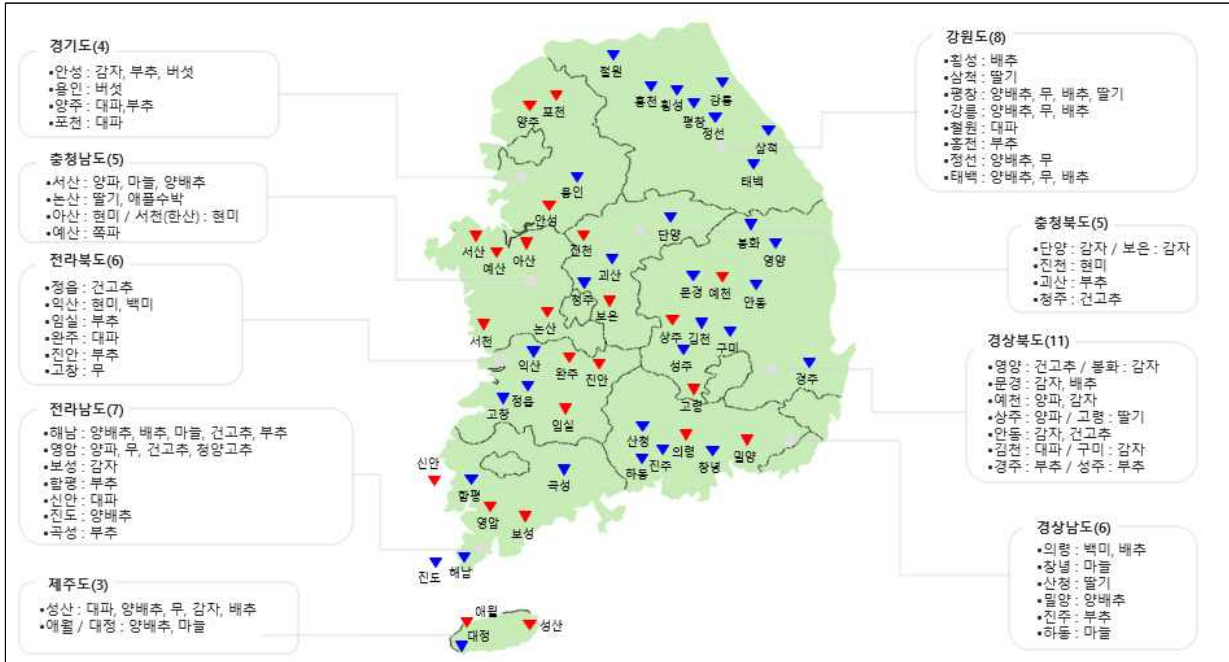 경기도(4)
•안성 : 감자, 부추, 버섯
•용인 : 버섯
•양주 : 대파,부추
•포천 : 대파
충청남도(5)
•서산 : 양파, 마늘, 양배추
•논산 : 딸기, 애플수박
•아산 : 현미 / 서천(한산) : 현미
•예산 : 쪽파
전라북도(6)
•정읍 : 건고추
•익산 : 현미, 백미
•임실 : 부추
•완주 : 대파
•진안 : 부추
•고창 : 무
전라남도(7)
•해남 : 양배추, 배추, 마늘, 건고추, 부추
•영암 : 양파, 무, 건고추, 청양고추
•보성 : 감자
•함평 : 부추
•신안 : 대파
•진도 : 양배추
•곡성 : 부추
제주도(3)
•성산 : 대파, 양배추, 무, 감자, 배추
•애월 / 대정 : 양배추, 마늘
철원
홍천
횡성
강릉
평창
정선
삼척
태백
포천
양주
용인
안성
단양
봉화
영양
서산
예산
아산
진천
괴산
청주
보은
문경
예천
안동
논산
서천
상주
김천
구미
성주
경주
익산
완주
진안
고령
정읍
고창
임실
산청
의령
밀양
하동
진주
창녕
신안
함평
곡성
영암
보성
진도
해남
애월
대정
성산
강원도(8)
•횡성 : 배추
•삼척 : 딸기
•평창 : 양배추, 무, 배추, 딸기
•강릉 : 양배추, 무, 배추
•철원 : 대파
•홍천 : 부추
•정선 : 양배추, 무
•태백 : 양배추, 무, 배추
충청북도(5)
•단양 : 감자 / 보은 : 감자
•진천 : 현미
•괴산 : 부추
•청주 : 건고추
경상북도(11)
•영양 : 건고추 / 봉화 : 감자
•문경 : 감자, 배추
•예천 : 양파, 감자
•상주 : 양파 / 고령 : 딸기
•안동 : 감자, 건고추
•김천 : 대파 / 구미 : 감자
•경주 : 부추 / 성주 : 부추
경상남도(6)
•의령 : 백미, 배추
•창녕 : 마늘
•산청 : 딸기
•밀양 : 양배추
•진주 : 부추
•하동 : 마늘